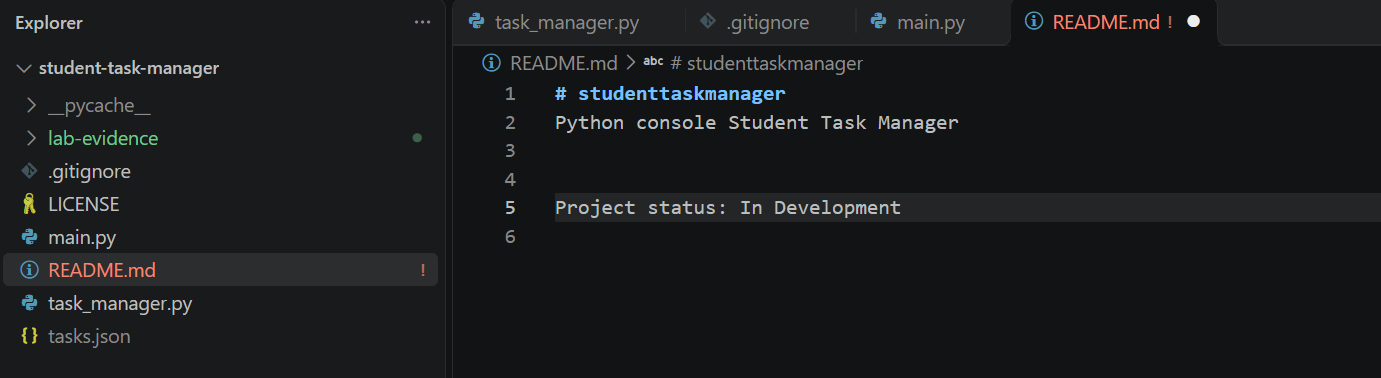 Explorer
student-task-manager
__pycache__
lab-evidence
.gitignore
LICENSE
main.py
README.md !
task_manager.py
{} tasks.json
task_manager.py .gitignore main.py README.md !
README.md > abc # studenttaskmanager
1 # studenttaskmanager
2 Python console Student Task Manager
3
4
5 Project status: In Development
6